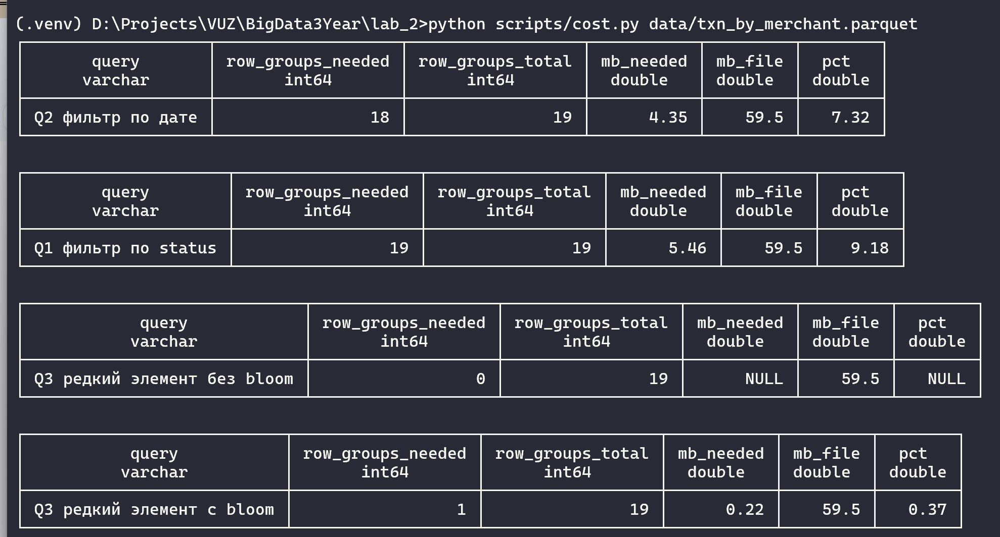 (.venv) D:\Projects\VUZ\BigData3Year\lab_2>python scripts/cost.py data/txn_by_merchant.parquet
query row_groups_needed row_groups_total mb_needed mb_file pct
varchar int64 int64 double double double
Q2 фильтр по дате 18 19 4.35 59.5 7.32
query row_groups_needed row_groups_total mb_needed mb_file pct
varchar int64 int64 double double double
Q1 фильтр по status 19 19 5.46 59.5 9.18
query row_groups_needed row_groups_total mb_needed mb_file pct
varchar int64 int64 double double double
Q3 редкий элемент без bloom 0 19 NULL 59.5 NULL
query row_groups_needed row_groups_total mb_needed mb_file pct
varchar int64 int64 double double double
Q3 редкий элемент с bloom 1 19 0.22 59.5 0.37